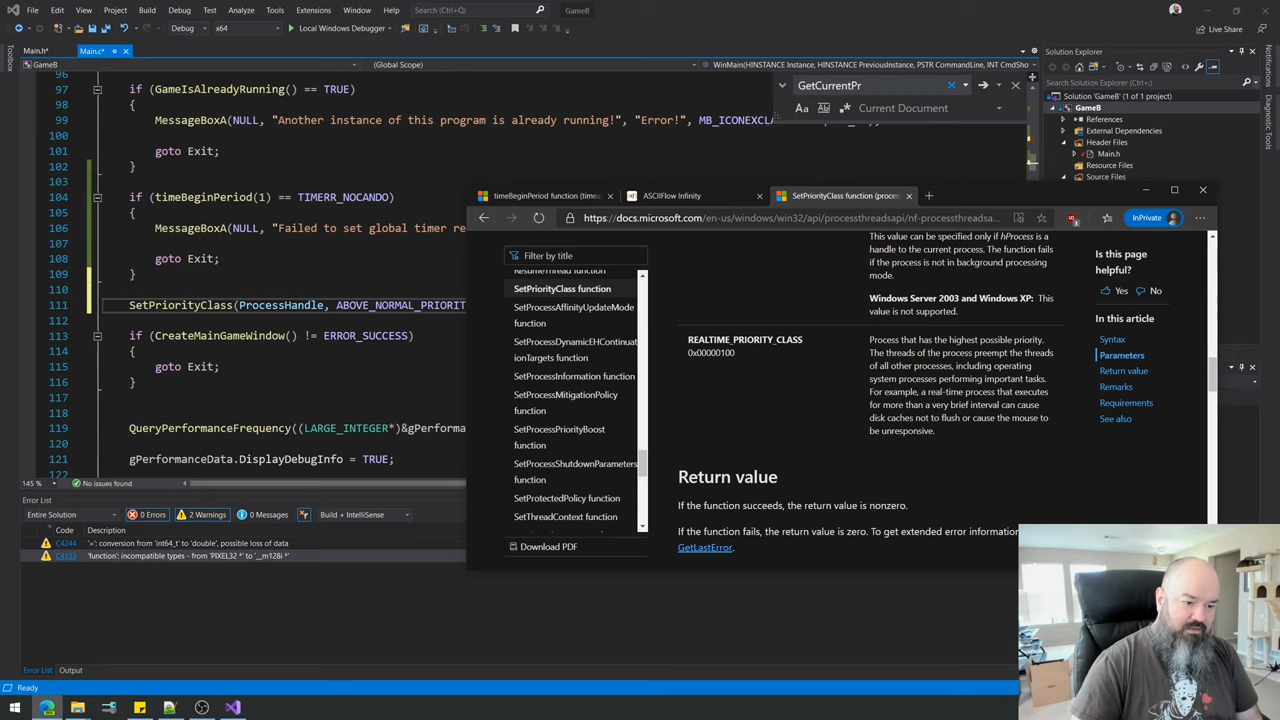 File Edit View Git Project Build Debug Test Analyze Tools Extensions Window Help Search (Ctrl+Q) GameB
Debug x64 Local Windows Debugger Live Share
Main.h* Main.c*
GameB (Global Scope) WinMain(HINSTANCE Instance, HINSTANCE PreviousInstance, PSTR CommandLine, INT CmdSho
Toolbox
Diagnostic Tools
GetCurrentPr
Aa Current Document
96
97 if (GameIsAlreadyRunning() == TRUE)
98 {
99 MessageBoxA(NULL, "Another instance of this program is already running!", "Error!", MB_ICONEXCLA
100
101 goto Exit;
102 }
103
104 if (timeBeginPeriod(1) == TIMERR_NOCANDO)
105 {
106 MessageBoxA(NULL, "Failed to set global timer re
107
108 goto Exit;
109 }
110
111 SetPriorityClass(ProcessHandle, ABOVE_NORMAL_PRIORIT
112
113 if (CreateMainGameWindow() != ERROR_SUCCESS)
114 {
115 goto Exit;
116 }
117
118
119 QueryPerformanceFrequency((LARGE_INTEGER*)&gPerforma
120
121 gPerformanceData.DisplayDebugInfo = TRUE;
122
145 % No issues found
Solution Explorer
Search Solution Explorer (Ctrl+;)
Solution 'GameB' (1 of 1 project)
GameB
References
External Dependencies
Header Files
Main.h
Resource Files
Source Files
timeBeginPeriod function (timea ASCIIFlow Infinity SetPriorityClass function (proces
https://docs.microsoft.com/en-us/windows/win32/api/processthreadsapi/nf-processthreadsa... InPrivate
Filter by title
ResumeThread function
SetPriorityClass function
SetProcessAffinityUpdateMode
function
SetProcessDynamicEHContinuat
ionTargets function
SetProcessInformation function
SetProcessMitigationPolicy
function
SetProcessPriorityBoost
function
SetProcessShutdownParameters
function
SetProtectedPolicy function
SetThreadContext function
Download PDF
This value can be specified only if hProcess is a
handle to the current process. The function fails
if the process is not in background processing
mode.
Windows Server 2003 and Windows XP: This
value is not supported.
REALTIME_PRIORITY_CLASS
0x00000100
Process that has the highest possible priority.
The threads of the process preempt the threads
of all other processes, including operating
system processes performing important tasks.
For example, a real-time process that executes
for more than a very brief interval can cause
disk caches not to flush or cause the mouse to
be unresponsive.
Return value
If the function succeeds, the return value is nonzero.
If the function fails, the return value is zero. To get extended error information
GetLastError.
Is this page
helpful?
Yes No
In this article
Syntax
Parameters
Return value
Remarks
Requirements
See also
Error List
Entire Solution 0 Errors 2 Warnings 0 Messages Build + IntelliSense
Code Description
C4244 '=': conversion from 'int64_t' to 'double', possible loss of data
C4133 'function': incompatible types - from 'PIXEL32 *' to '__m128i *'
Error List Output
Ready